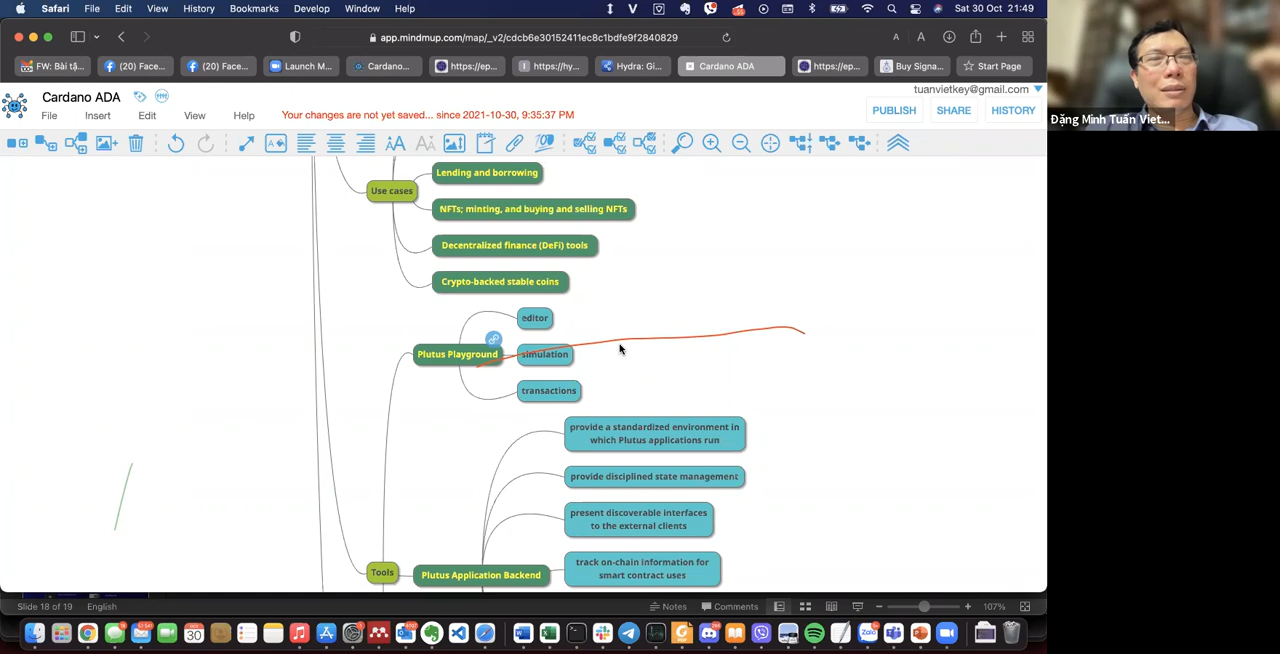 Safari File Edit View History Bookmarks Develop Window Help Sat 30 Oct 21:49
app.mindmup.com/map/_v2/cdcb6e30152411ec8c1bdfe9f2840829 A A
FW: Bài tậ... (20) Face... (20) Face... Launch M... Cardano... https://ep... https://hy... Hydra: Gi... Cardano ADA https://ep... Buy Signa... Start Page
tuanvietkey@gmail.com
Cardano ADA
File Insert Edit View Help Your changes are not yet saved... since 2021-10-30, 9:35:37 PM PUBLISH SHARE HISTORY
Đặng Minh Tuấn Viet...
Lending and borrowing
Use cases
NFTs; minting, and buying and selling NFTs
Decentralized finance (DeFi) tools
Crypto-backed stable coins
editor
Plutus Playground
simulation
transactions
provide a standardized environment in
which Plutus applications run
provide disciplined state management
present discoverable interfaces
to the external clients
track on-chain information for
smart contract uses
Tools
Plutus Application Backend
Slide 18 of 19 English Notes Comments 107%